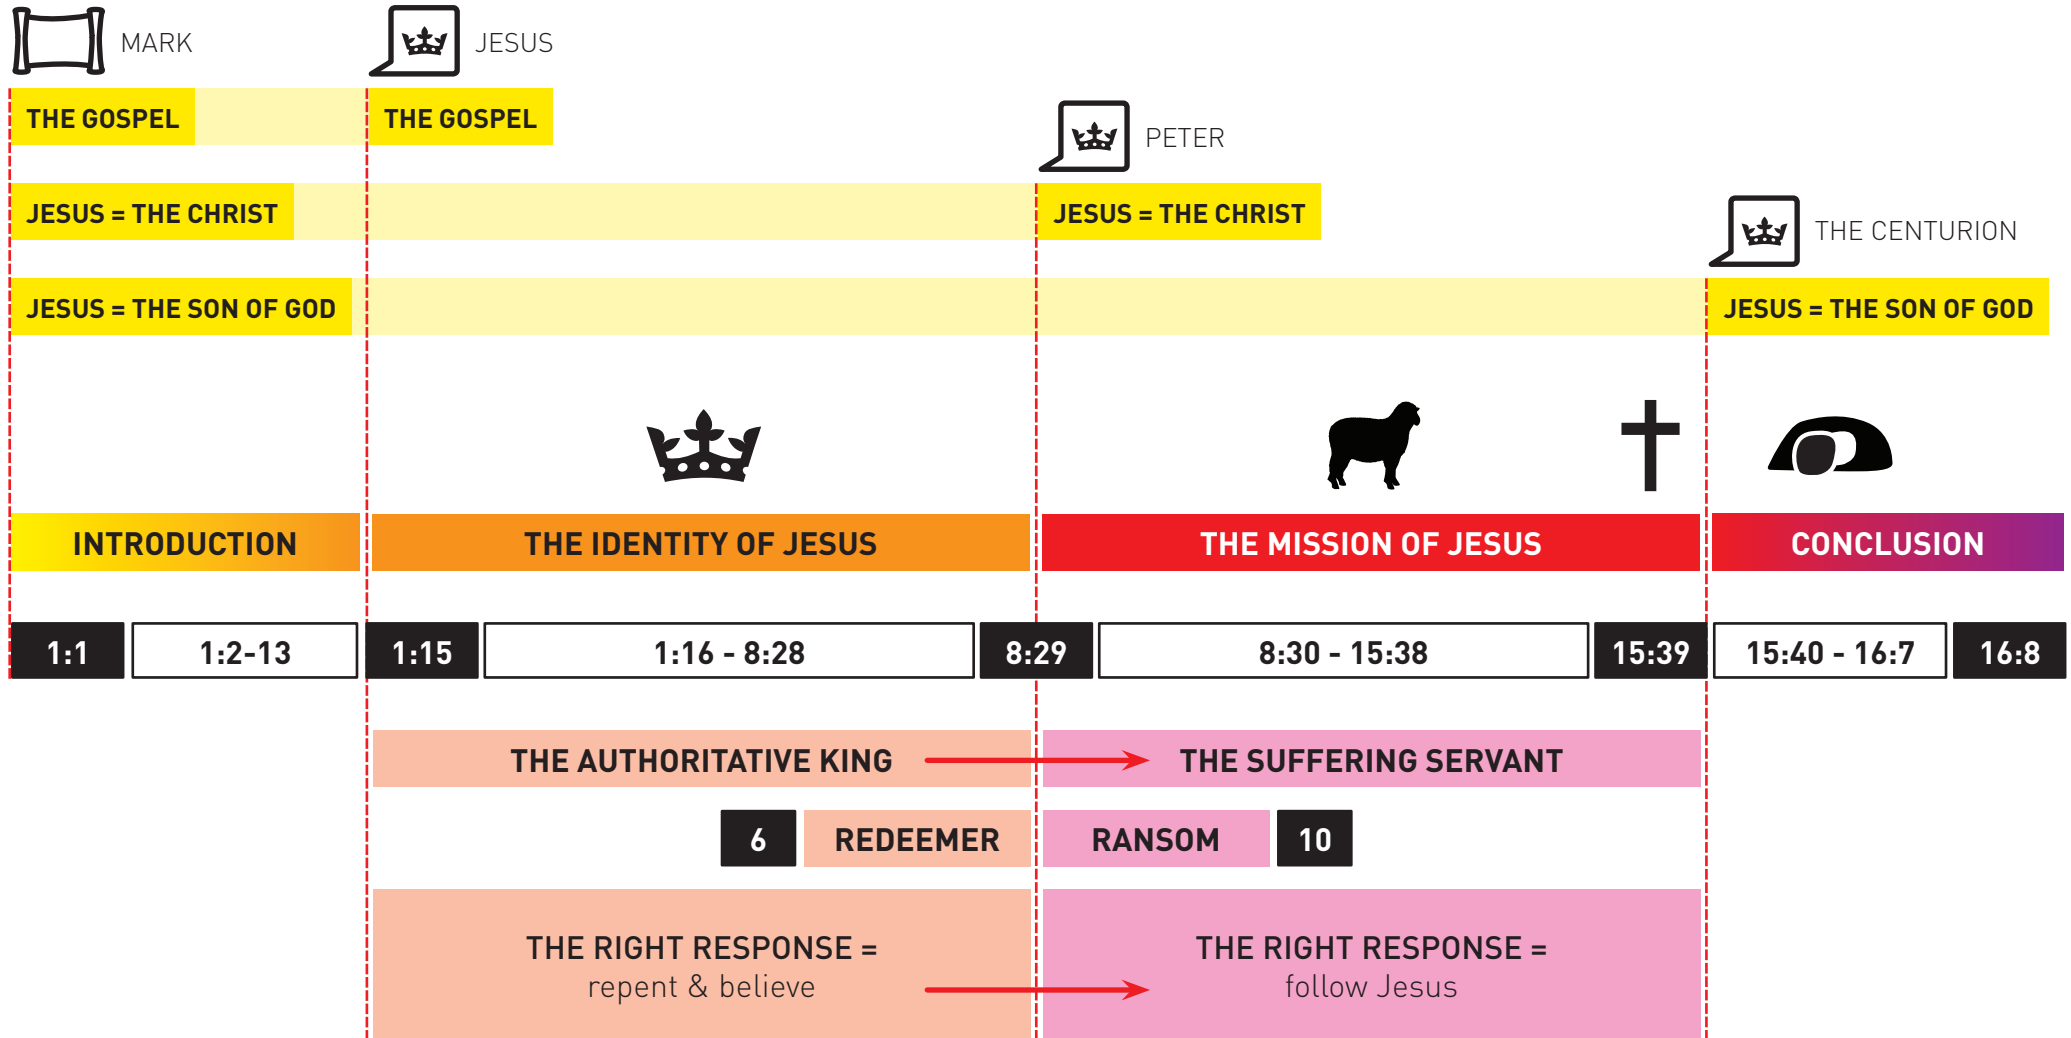 MARK
JESUS
THE GOSPEL
THE GOSPEL
PETER
JESUS = THE CHRIST
JESUS = THE CHRIST
THE CENTURION
JESUS = THE SON OF GOD
JESUS = THE SON OF GOD
INTRODUCTION
THE IDENTITY OF JESUS
THE MISSION OF JESUS
CONCLUSION
1:1
1:2-13
1:15
1:16 - 8:28
8:29
8:30 - 15:38
15:39
15:40 - 16:7
16:8
THE AUTHORITATIVE KING
THE SUFFERING SERVANT
6
REDEEMER
RANSOM
10
THE RIGHT RESPONSE =
repent & believe
THE RIGHT RESPONSE =
follow Jesus